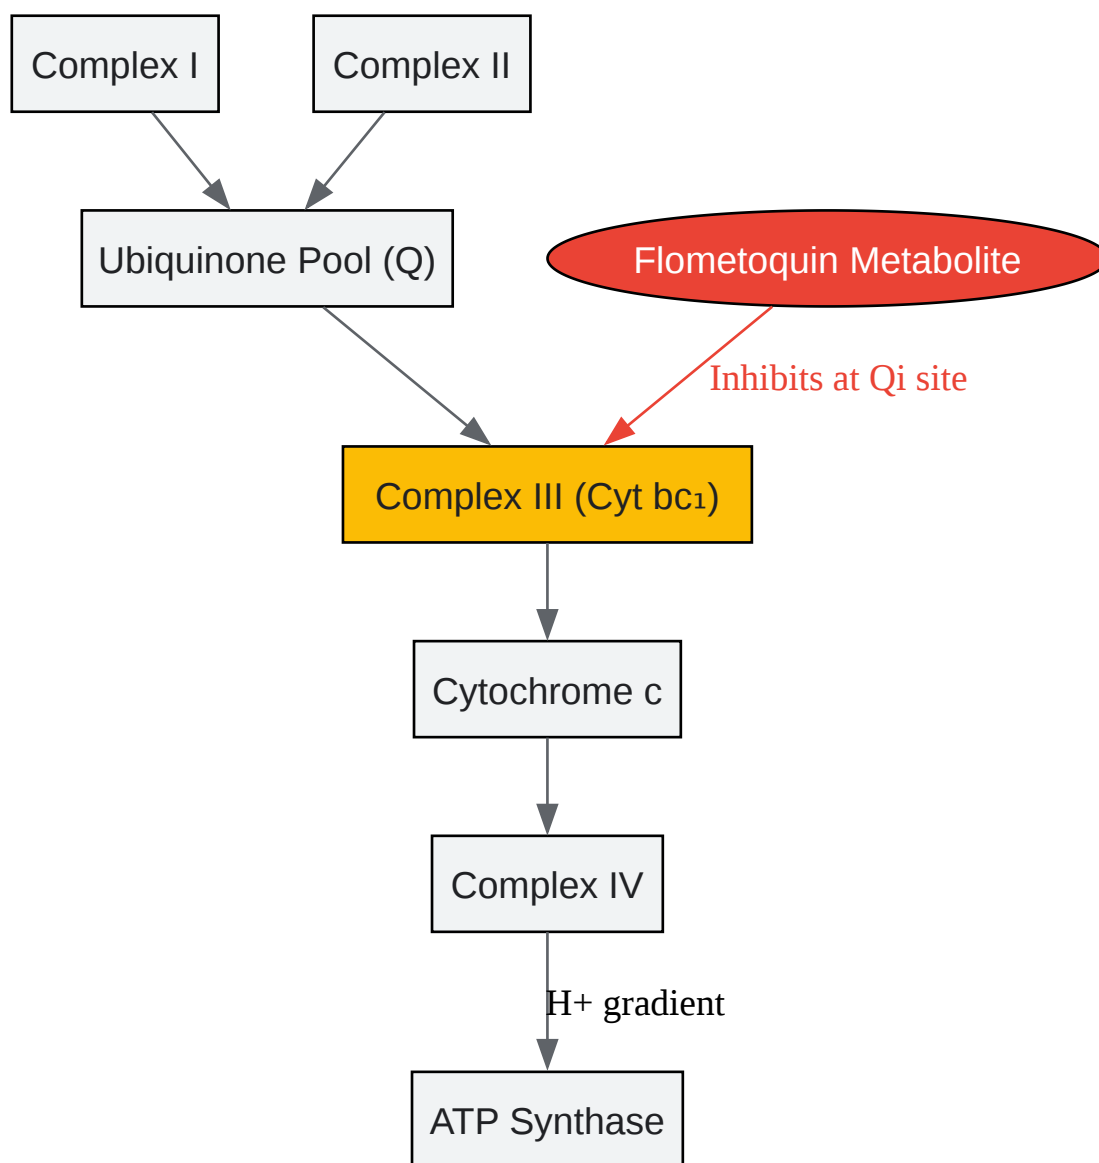 Complex I
Complex II
Ubiquinone Pool (Q)
Flometoquin Metabolite
Inhibits at Qi site
Complex III (Cyt bc₁)
Cytochrome c
Complex IV
H+ gradient
ATP Synthase